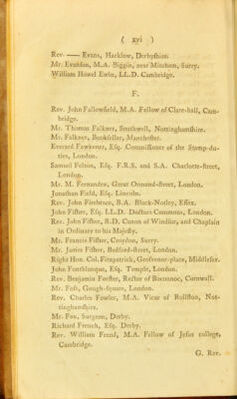 ( xvi )
Rev. —— Evans, Harklow, Derbyshire.
Mr. Evanson, M.A. Biggin, near Mitcham, Surry.
William Howel Ewin, LL.D. Cambridge.
F.
Rev. John Fallowfield, M.A. Fellow of Clare-hall, Cam-
bridge.
Mr. Thomas Falkner, Southwell, Nottinghamshire.
Mr. Falkner, Bookseller, Manchester.
Everard Fawkener, Esq. Commissioner of the Stamp-du-
ties, London.
Samuel Felton, Esq. F.R.S. and S.A. Charlotte-street,
London.
Mr. M. Fernandes, Great Ormond-street, London.
Jonathan Field, Esq. London.
Rev. John Firebrace, B.A. Black-Notley, Essex.
John Fisher, Esq. LL.D. Doctors Commons, London.
Rev. John Fisher, B.D. Canon of Windsor, and Chaplain
in Ordinary to his Majesty.
Mr. Francis Fisher, Croydon, Surry.
Mr. James Fisher, Bedford-street, London.
Right Hon. Col. Fitzpatrick, Grosvenor-place, Middlesex.
John Fonblanque, Esq. Temple, London.
Rev. Benjamin Forster, Rector of Boconnoc, Cornwall.
Mr. Foss, Gough-square, London.
Rev. Charles Fowler, M.A. Vicar of Rolliston, Not-
tinghamshire.
Mr. Fox, Surgeon, Derby.
Richard French, Esq. Derby.
Rev. William Frend, M.A. Fellow of Jesus college,
Cambridge.
G. Rev.